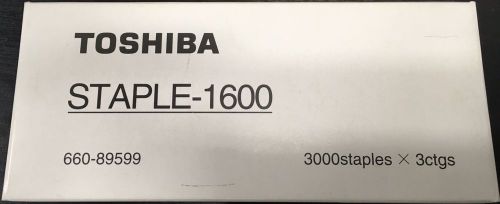 TOSHIBA
STAPLE-1600
660-89599 3000staples × 3ctgs